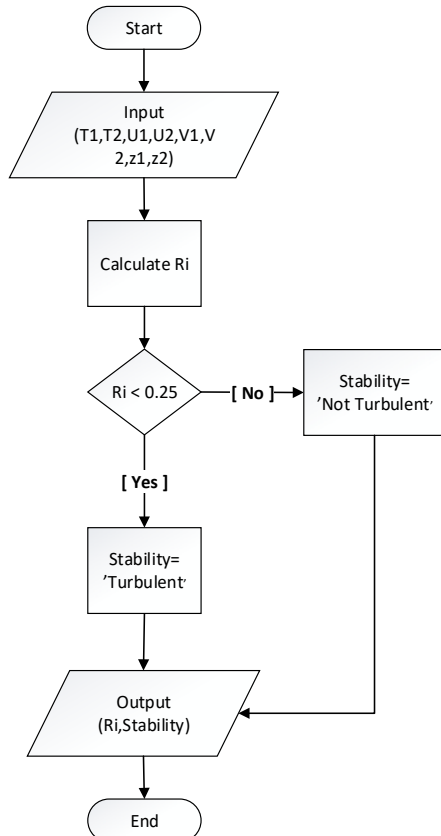 Start
Input
(T1,T2,U1,U2,V1,V
2,z1,z2)
Calculate Ri
Ri < 0.25
[ No ]
Stability=
'Not Turbulent'
[ Yes ]
Stability=
'Turbulent'
Output
(Ri,Stability)
End